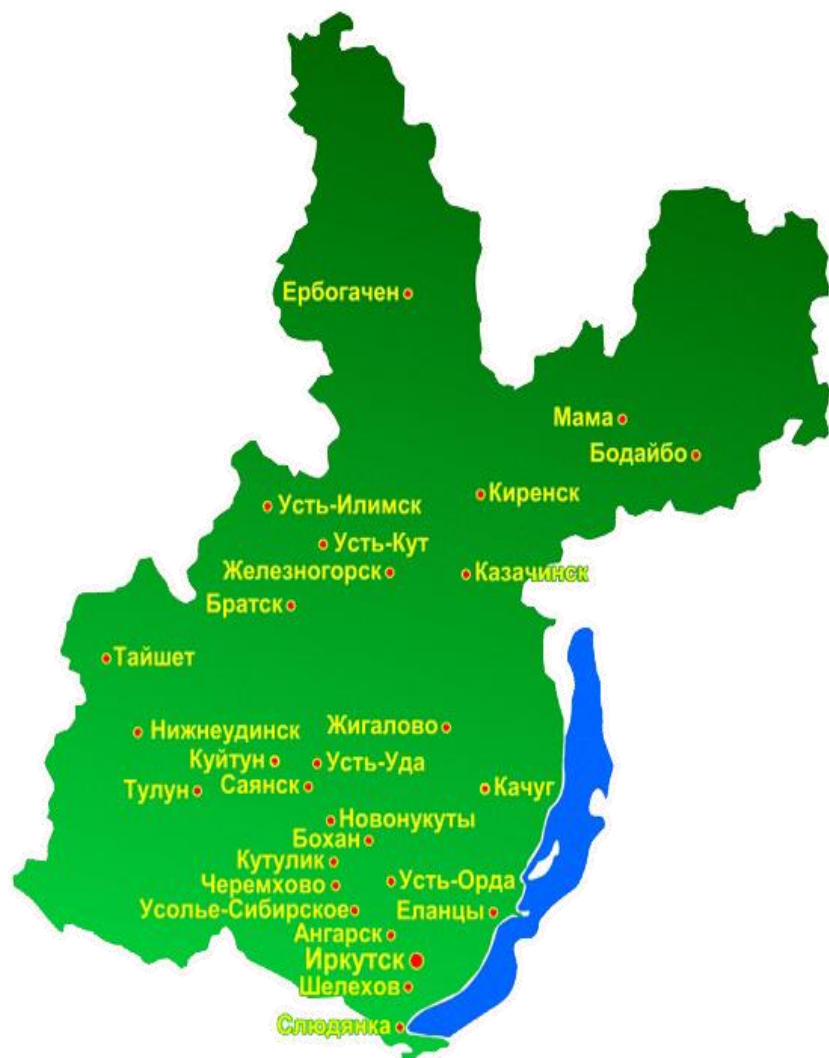 Ербогачен
Мама
Бодайбо
Киренск
Усть-Илимск
Усть-Кут
Железногорск
Казачинск
Братск
Тайшет
Жигалово
Нижнеудинск
Куйтун
Усть-Уда
Тулун
Саянск
Качуг
Новонукуты
Бохан
Кутулик
Черемхово
Усть-Орда
Усолье-Сибирское
Еланцы
Ангарск
Иркутск
Шелехов
Слюдянка